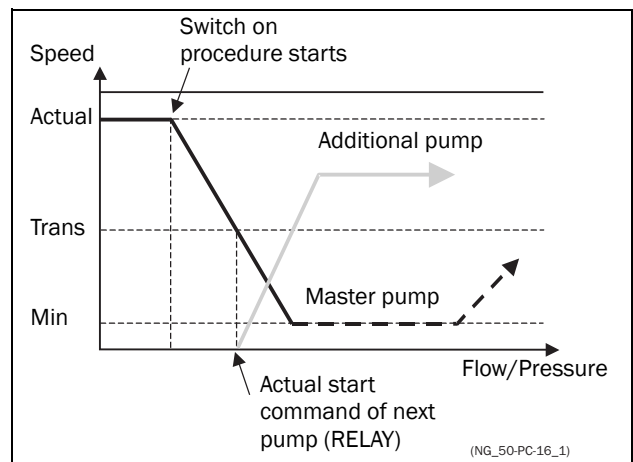 Switch on
procedure starts
Speed
Actual
Additional pump
Trans
Master pump
Min
Flow/Pressure
Actual start
command of next
pump (RELAY)
(NG_50-PC-16_1)